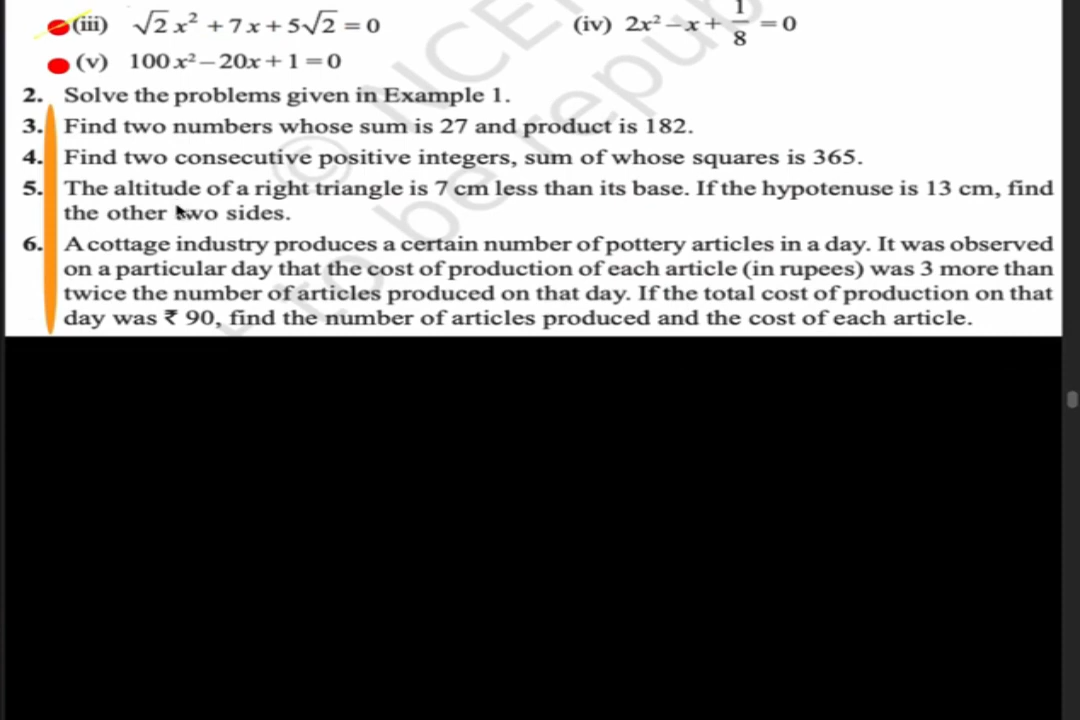 (iii) √2 x² + 7x + 5√2 = 0 (iv) 2x² – x + 1/8 = 0
(v) 100 x² – 20x + 1 = 0
2. Solve the problems given in Example 1.
3. Find two numbers whose sum is 27 and product is 182.
4. Find two consecutive positive integers, sum of whose squares is 365.
5. The altitude of a right triangle is 7 cm less than its base. If the hypotenuse is 13 cm, find
the other two sides.
6. A cottage industry produces a certain number of pottery articles in a day. It was observed
on a particular day that the cost of production of each article (in rupees) was 3 more than
twice the number of articles produced on that day. If the total cost of production on that
day was ₹ 90, find the number of articles produced and the cost of each article.